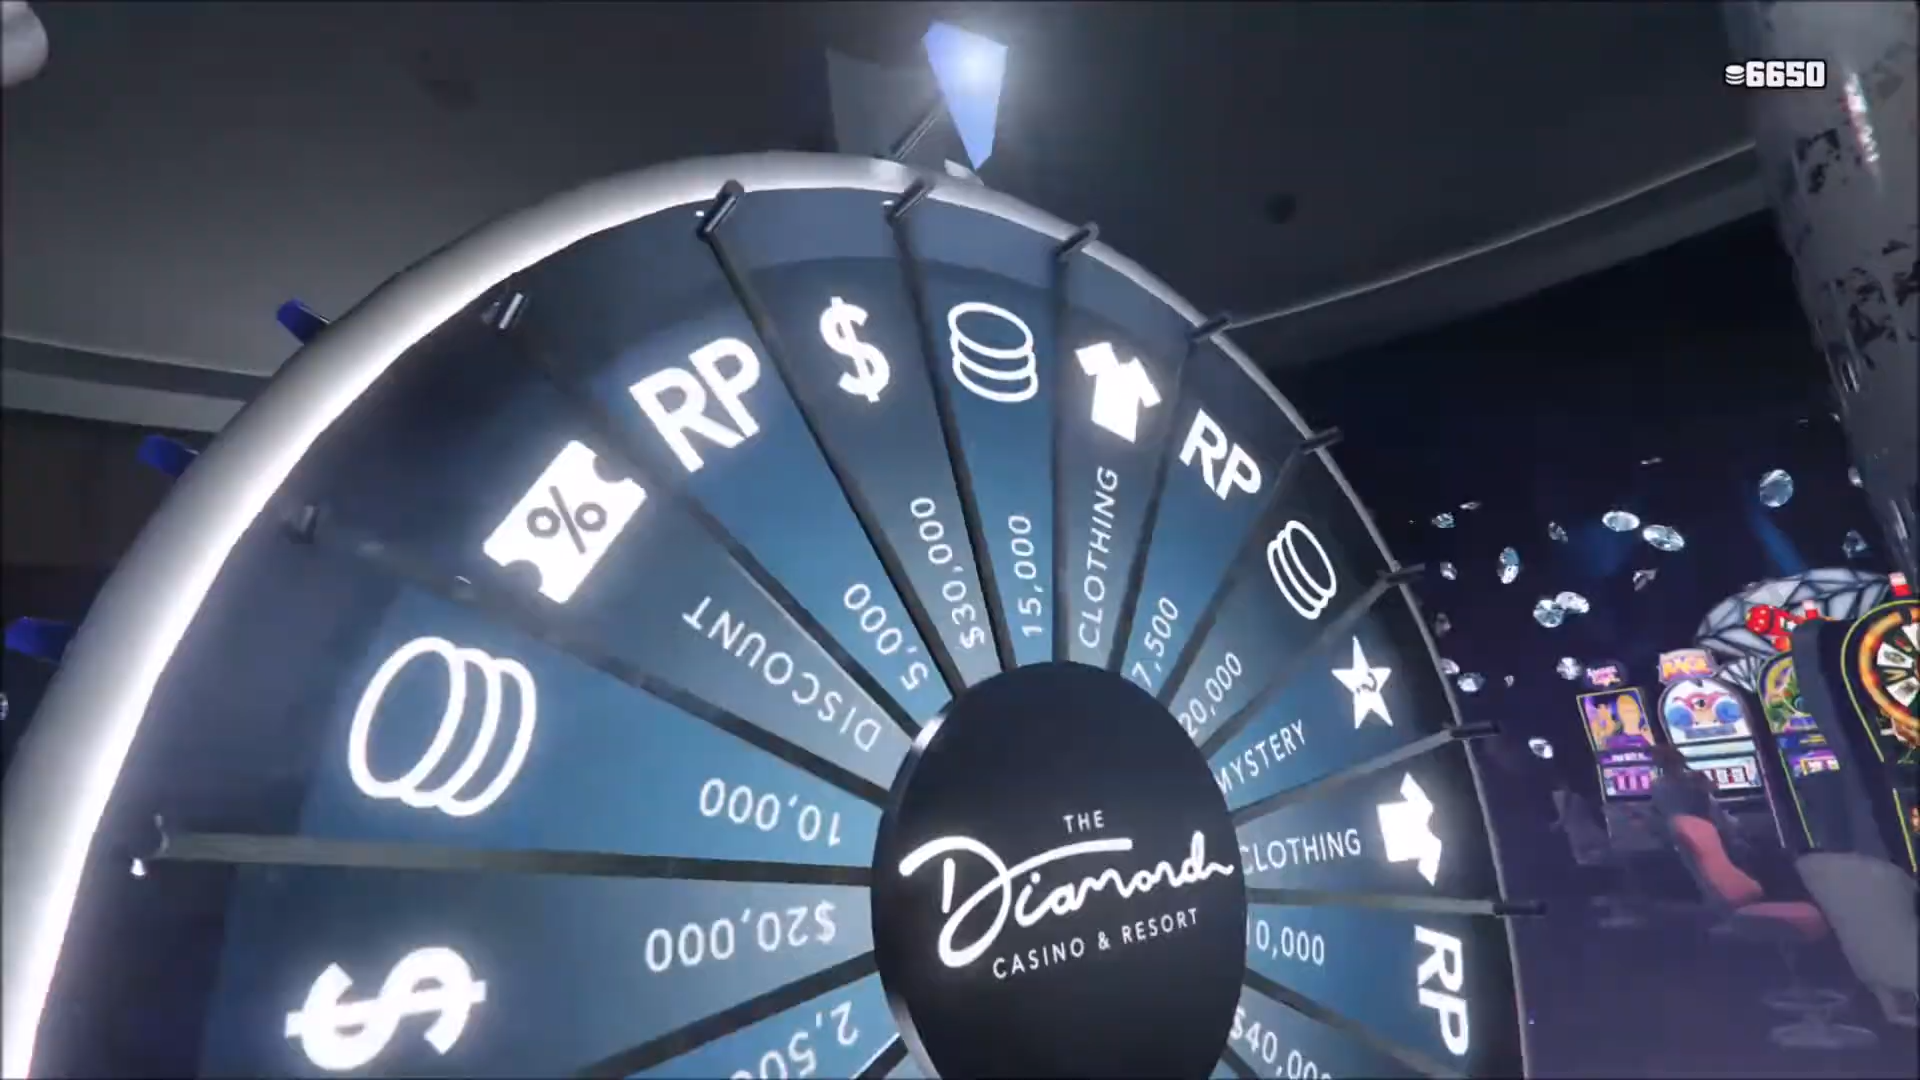 6650
RP
$
RP
%
$30,000
15,000
CLOTHING
7,500
5,000
20,000
DISCOUNT
MYSTERY
10,000
THE
Diamond
CASINO & RESORT
CLOTHING
$20,000
RP
$